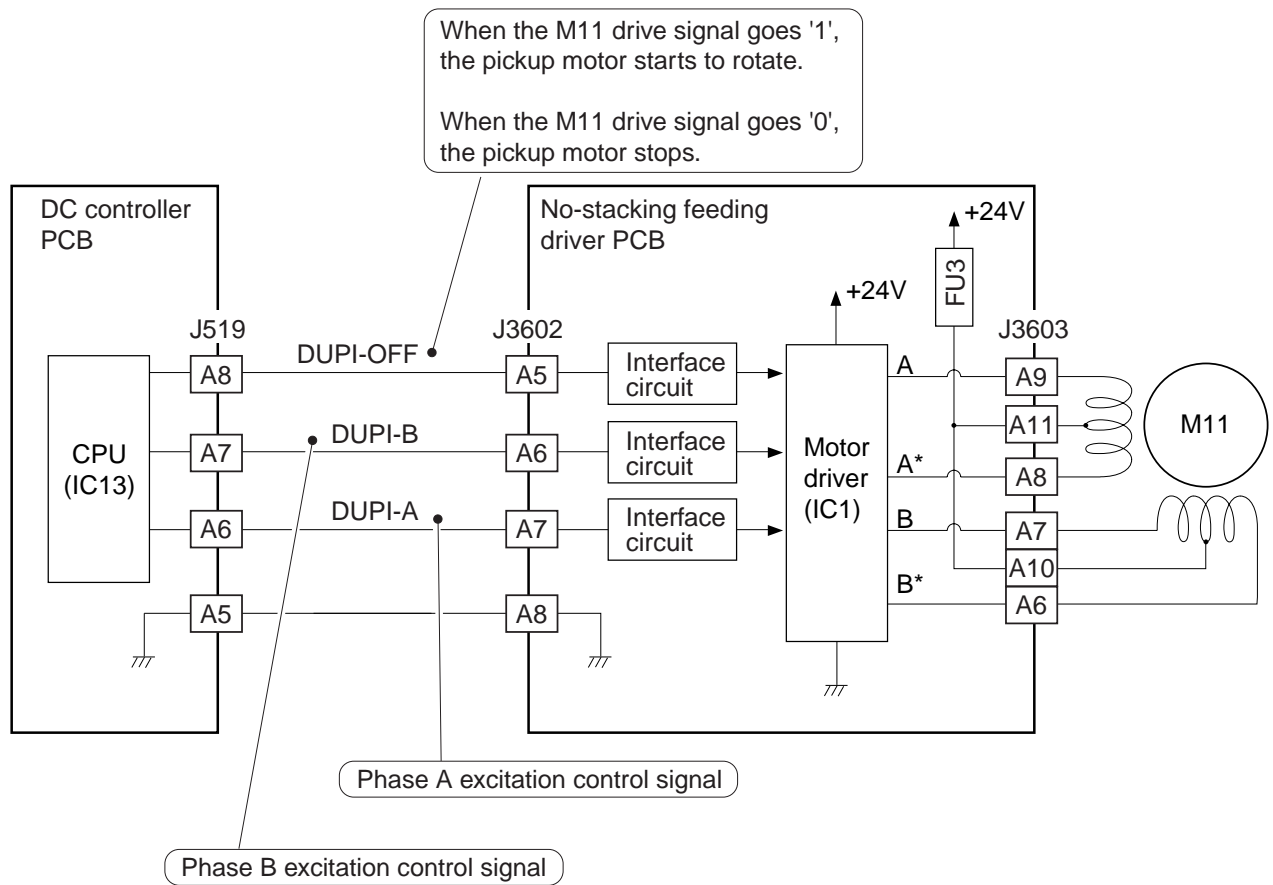 When the M11 drive signal goes '1',
the pickup motor starts to rotate.
When the M11 drive signal goes '0',
the pickup motor stops.
DC controller
PCB
No-stacking feeding
driver PCB
+24V
FU3
+24V
J519
J3602
J3603
CPU
(IC13)
A8
DUPI-OFF
A5
Interface
circuit
A7
DUPI-B
A6
Interface
circuit
A6
DUPI-A
A7
Interface
circuit
A5
A8
Motor
driver
(IC1)
A
A9
A11
A*
A8
B
A7
A10
B*
A6
M11
Phase A excitation control signal
Phase B excitation control signal